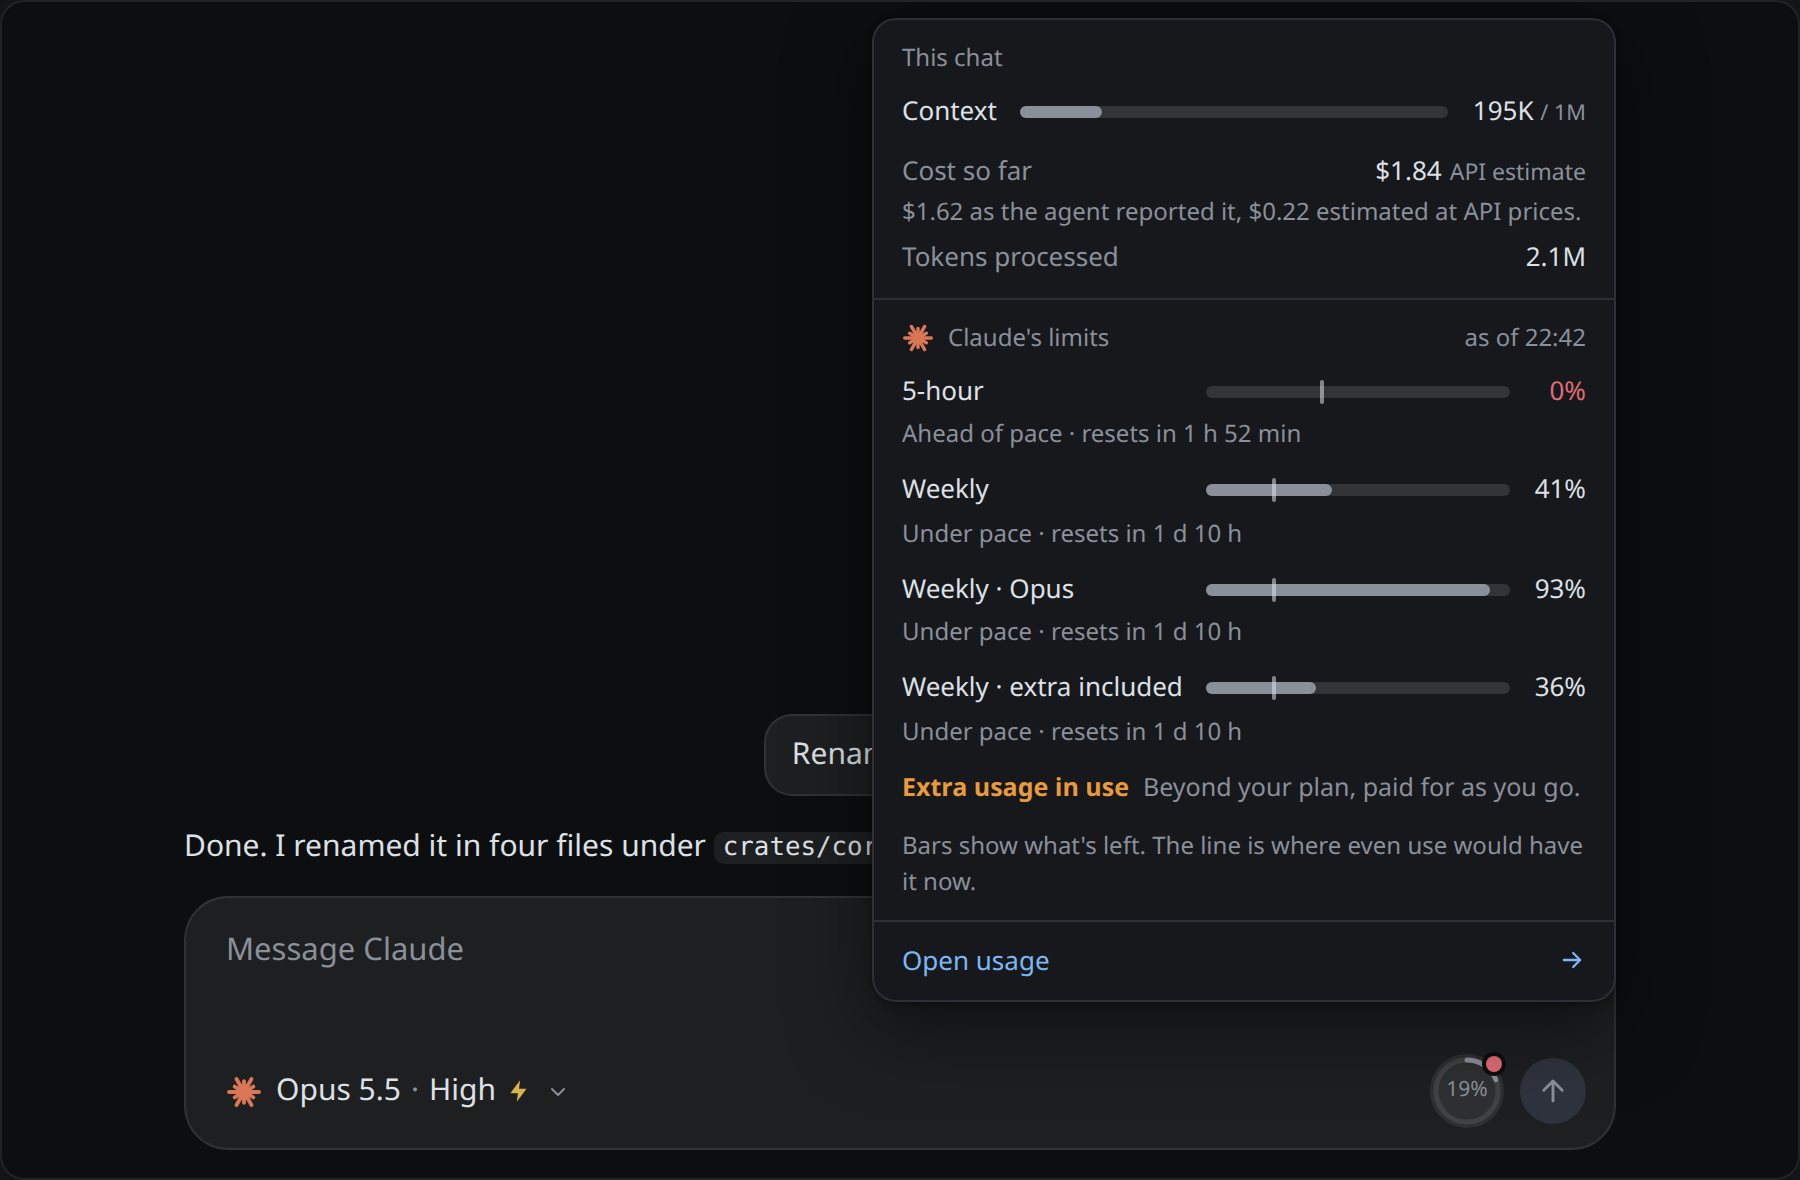 This chat
Context 195K / 1M
Cost so far $1.84 API estimate
$1.62 as the agent reported it, $0.22 estimated at API prices.
Tokens processed 2.1M
Claude's limits as of 22:42
5-hour 0%
Ahead of pace · resets in 1 h 52 min
Weekly 41%
Under pace · resets in 1 d 10 h
Weekly · Opus 93%
Under pace · resets in 1 d 10 h
Weekly · extra included 36%
Under pace · resets in 1 d 10 h
Extra usage in use Beyond your plan, paid for as you go.
Bars show what's left. The line is where even use would have
it now.
Open usage
Renar
Done. I renamed it in four files under crates/cor
Message Claude
Opus 5.5 · High
19%